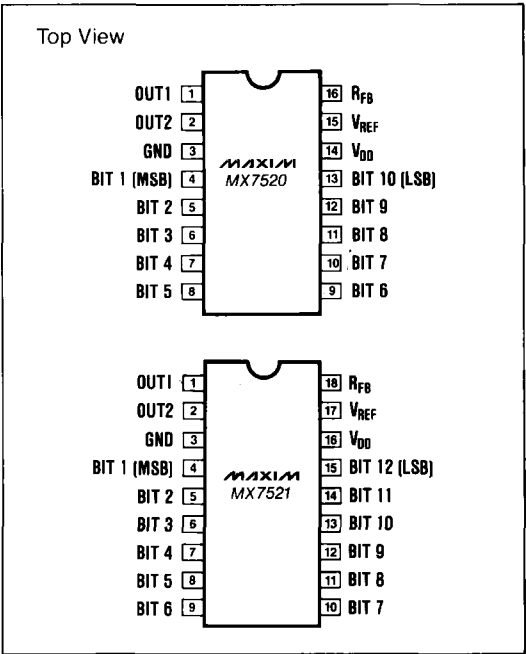 Top View
OUT1 1 16 RFB
OUT2 2 15 VREF
GND 3 14 VDD
BIT 1 (MSB) 4 MAXIM 13 BIT 10 (LSB)
BIT 2 5 MX7520 12 BIT 9
BIT 3 6 11 BIT 8
BIT 4 7 10 BIT 7
BIT 5 8 9 BIT 6
OUT1 1 18 RFB
OUT2 2 17 VREF
GND 3 16 VDD
BIT 1 (MSB) 4 MAXIM 15 BIT 12 (LSB)
BIT 2 5 MX7521 14 BIT 11
BIT 3 6 13 BIT 10
BIT 4 7 12 BIT 9
BIT 5 8 11 BIT 8
BIT 6 9 10 BIT 7